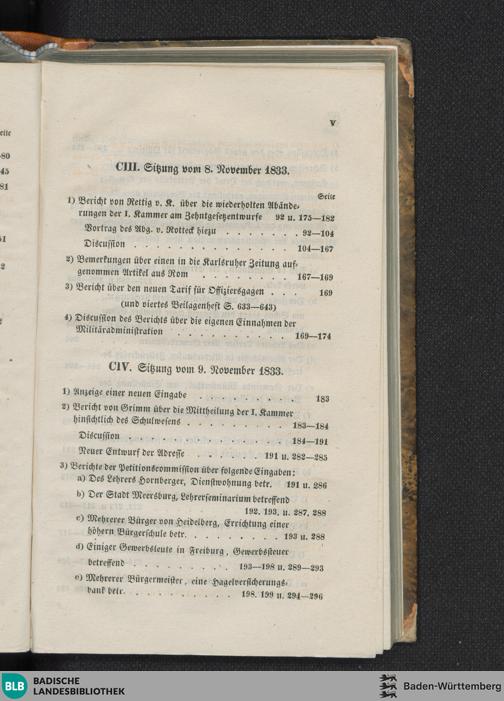 V
CIII. Sitzung vom 8. November 1833.
Seite
1) Bericht von Rettig v. K. über die wiederholten Abände-
rungen der I. Kammer am Zehntgesetzentwurfe 92 u. 175—182
Vortrag des Abg. v. Rotteck hiezu . . . . . . . 92—104
Discussion . . . . . . . . . . . . 104—167
2) Bemerkungen über einen in die Karlsruher Zeitung auf-
genommen Artikel aus Rom . . . . . . . 167—169
3) Bericht über den neuen Tarif für Offiziersgagen . . . . 169
(und viertes Beilagenheft S. 633—643)
4) Discussion des Berichts über die eigenen Einnahmen der
Militäradministration . . . . . . . . . . 169—174
CIV. Sitzung vom 9. November 1833.
1) Anzeige einer neuen Eingabe . . . . . . . . 183
2) Bericht von Grimm über die Mittheilung der I. Kammer
hinsichtlich des Schulwesens . . . . . . . . 183—184
Discussion . . . . . . . . . . . . 184—191
Neuer Entwurf der Adresse . . . . . 191 u. 282—285
3) Berichte der Petitionskommission über folgende Eingaben:
a) Des Lehrers Hornberger, Dienstwohnung betr. 191 u. 286
b) Der Stadt Meersburg, Lehrerseminarium betreffend
192. 193. u. 287. 288
c) Mehrerer Bürger von Heidelberg, Errichtung einer
höhern Bürgerschule betr. . . . . . . . 193 u. 288
d) Einiger Gewerbsleute in Freiburg, Gewerbsteuer
betreffend . . . . . . . . 193—198 u. 289—293
e) Mehrerer Bürgermeister, eine Hagelversicherungs-
bank betr. . . . . . . . . 198. 199 u. 294—296
eite
80
45
81
51
2
BLB
BADISCHE
LANDESBIBLIOTHEK
Baden-Württemberg